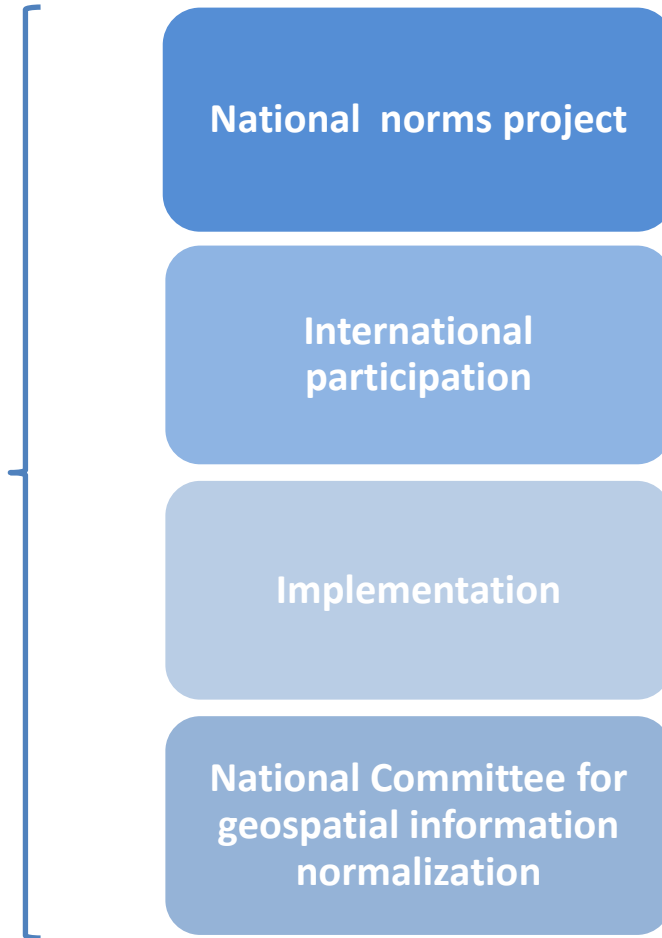 National  norms project
International
participation
Implementation
National Committee for
geospatial information
normalization